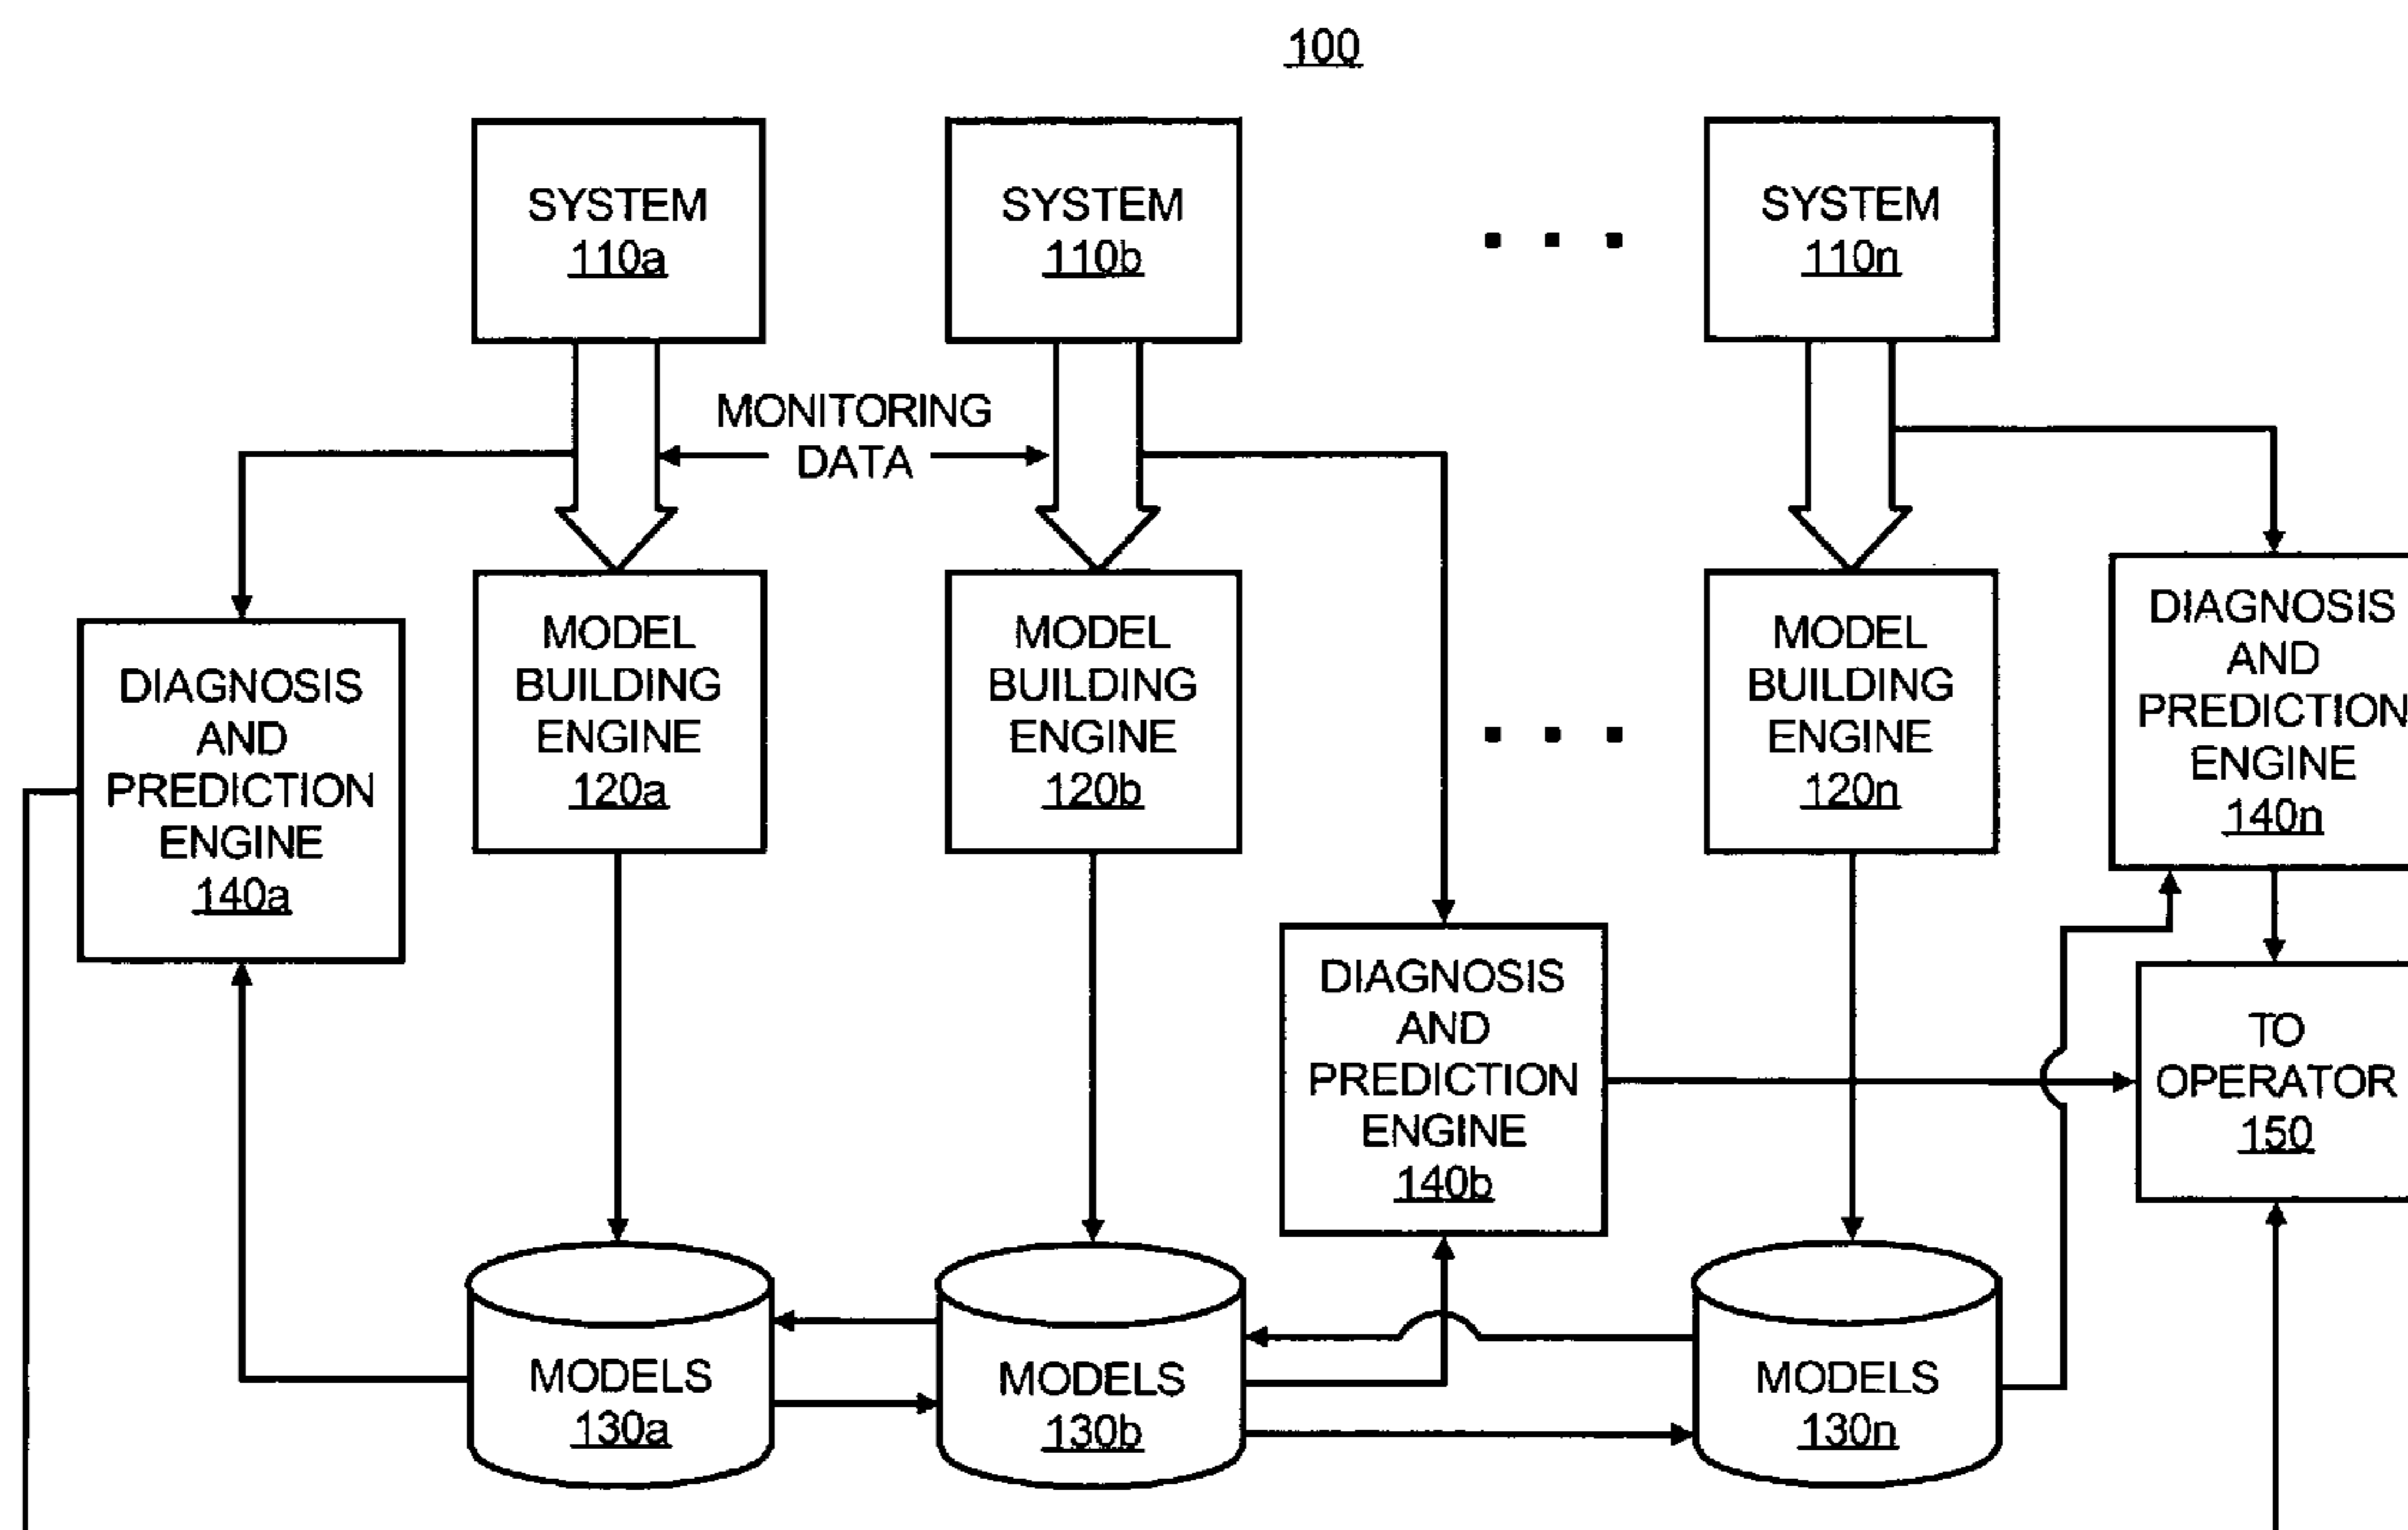 100
SYSTEM
110a
SYSTEM
110b
. . .
SYSTEM
110n
MONITORING
DATA
DIAGNOSIS
AND
PREDICTION
ENGINE
140a
MODEL
BUILDING
ENGINE
120a
MODEL
BUILDING
ENGINE
120b
. . .
MODEL
BUILDING
ENGINE
120n
DIAGNOSIS
AND
PREDICTION
ENGINE
140n
DIAGNOSIS
AND
PREDICTION
ENGINE
140b
TO
OPERATOR
150
MODELS
130a
MODELS
130b
MODELS
130n